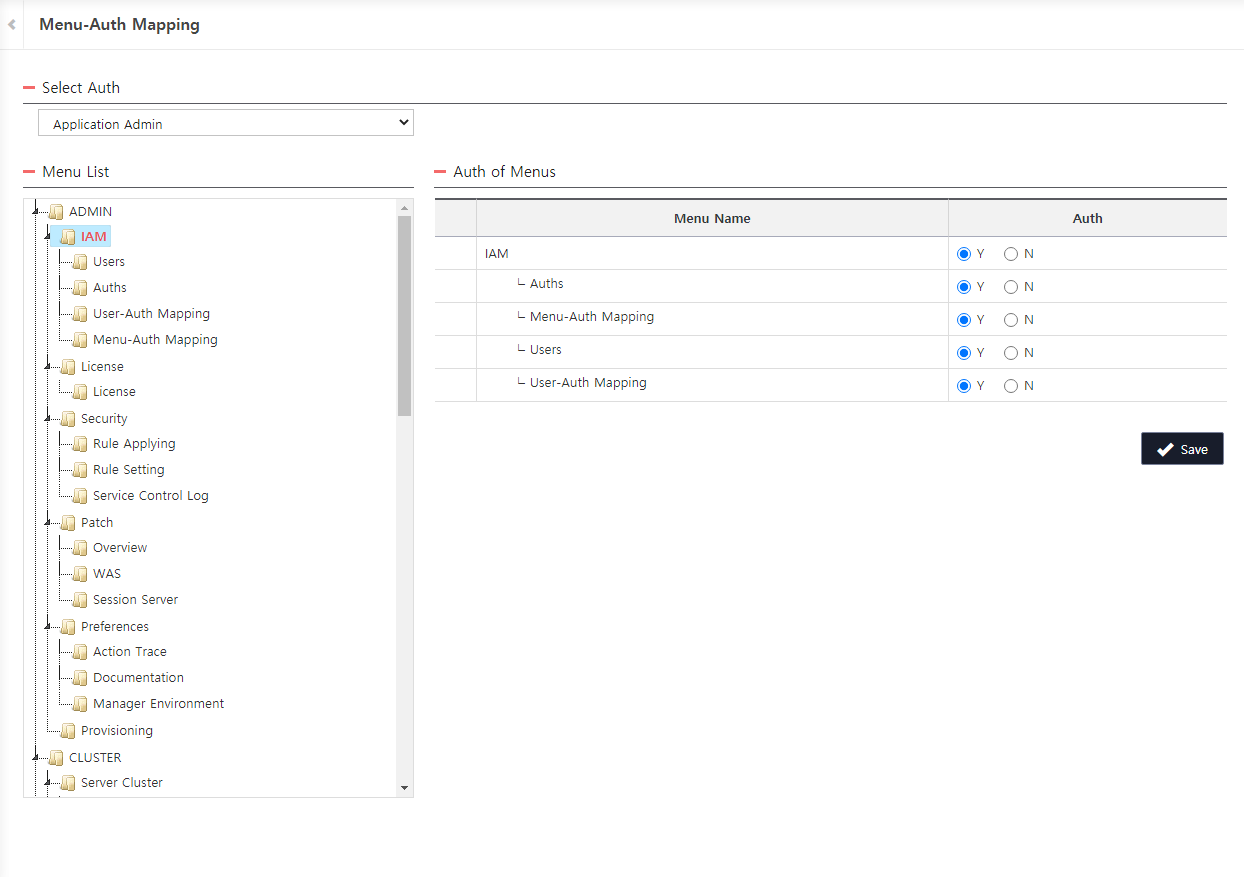 Menu-Auth Mapping
Select Auth
Application Admin
Menu List
ADMIN
IAM
Users
Auths
User-Auth Mapping
Menu-Auth Mapping
License
License
Security
Rule Applying
Rule Setting
Service Control Log
Patch
Overview
WAS
Session Server
Preferences
Action Trace
Documentation
Manager Environment
Provisioning
CLUSTER
Server Cluster
Auth of Menus
Menu Name Auth
IAM Y N
└ Auths Y N
└ Menu-Auth Mapping Y N
└ Users Y N
└ User-Auth Mapping Y N
Save